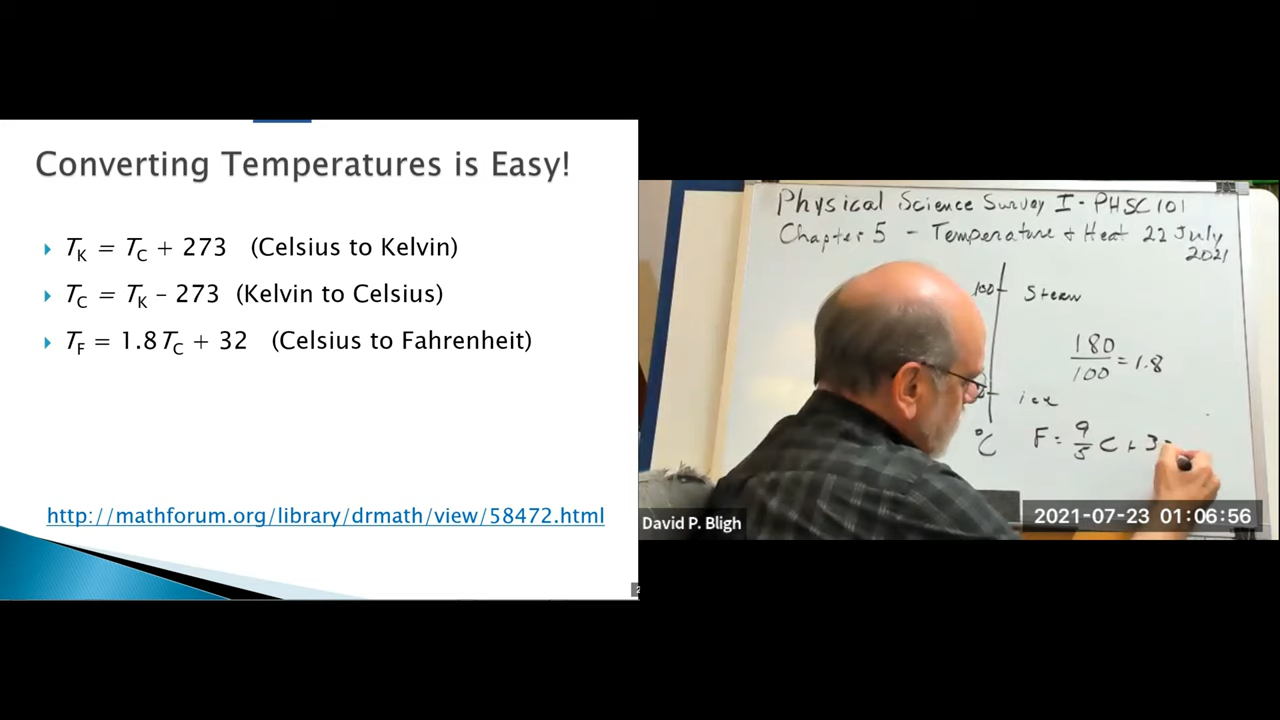 Converting Temperatures is Easy!
TK = TC + 273 (Celsius to Kelvin)
TC = TK – 273 (Kelvin to Celsius)
TF = 1.8TC + 32 (Celsius to Fahrenheit)
http://mathforum.org/library/drmath/view/58472.html
Physical Science Survey I - PHSC101
Chapter 5 - Temperature + Heat 22 July
2021
100
180
100
= 1.8
ice
°C
F = 9/5 C + 3
David P. Bligh
2021-07-23 01:06:56